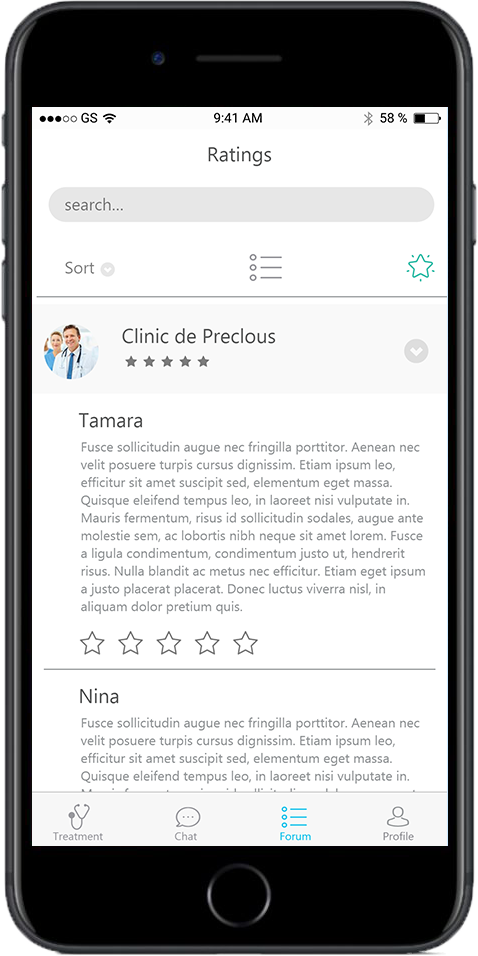 GS 9:41 AM 58 %
Ratings
search...
Sort
Clinic de Preclous
Tamara
Fusce sollicitudin augue nec fringilla porttitor. Aenean nec
velit posuere turpis cursus dignissim. Etiam ipsum leo,
efficitur sit amet suscipit sed, elementum eget massa.
Quisque eleifend tempus leo, in laoreet nisi vulputate in.
Mauris fermentum, risus id sollicitudin sodales, augue ante
molestie sem, ac lobortis nibh neque sit amet lorem. Fusce
a ligula condimentum, condimentum justo ut, hendrerit
risus. Nulla blandit ac metus nec efficitur. Etiam eget ipsum
a justo placerat placerat. Donec luctus viverra nisl, in
aliquam dolor pretium quis.
Nina
Fusce sollicitudin augue nec fringilla porttitor. Aenean nec
velit posuere turpis cursus dignissim. Etiam ipsum leo,
efficitur sit amet suscipit sed, elementum eget massa.
Quisque eleifend tempus leo, in laoreet nisi vulputate in.
Treatment Chat Forum Profile